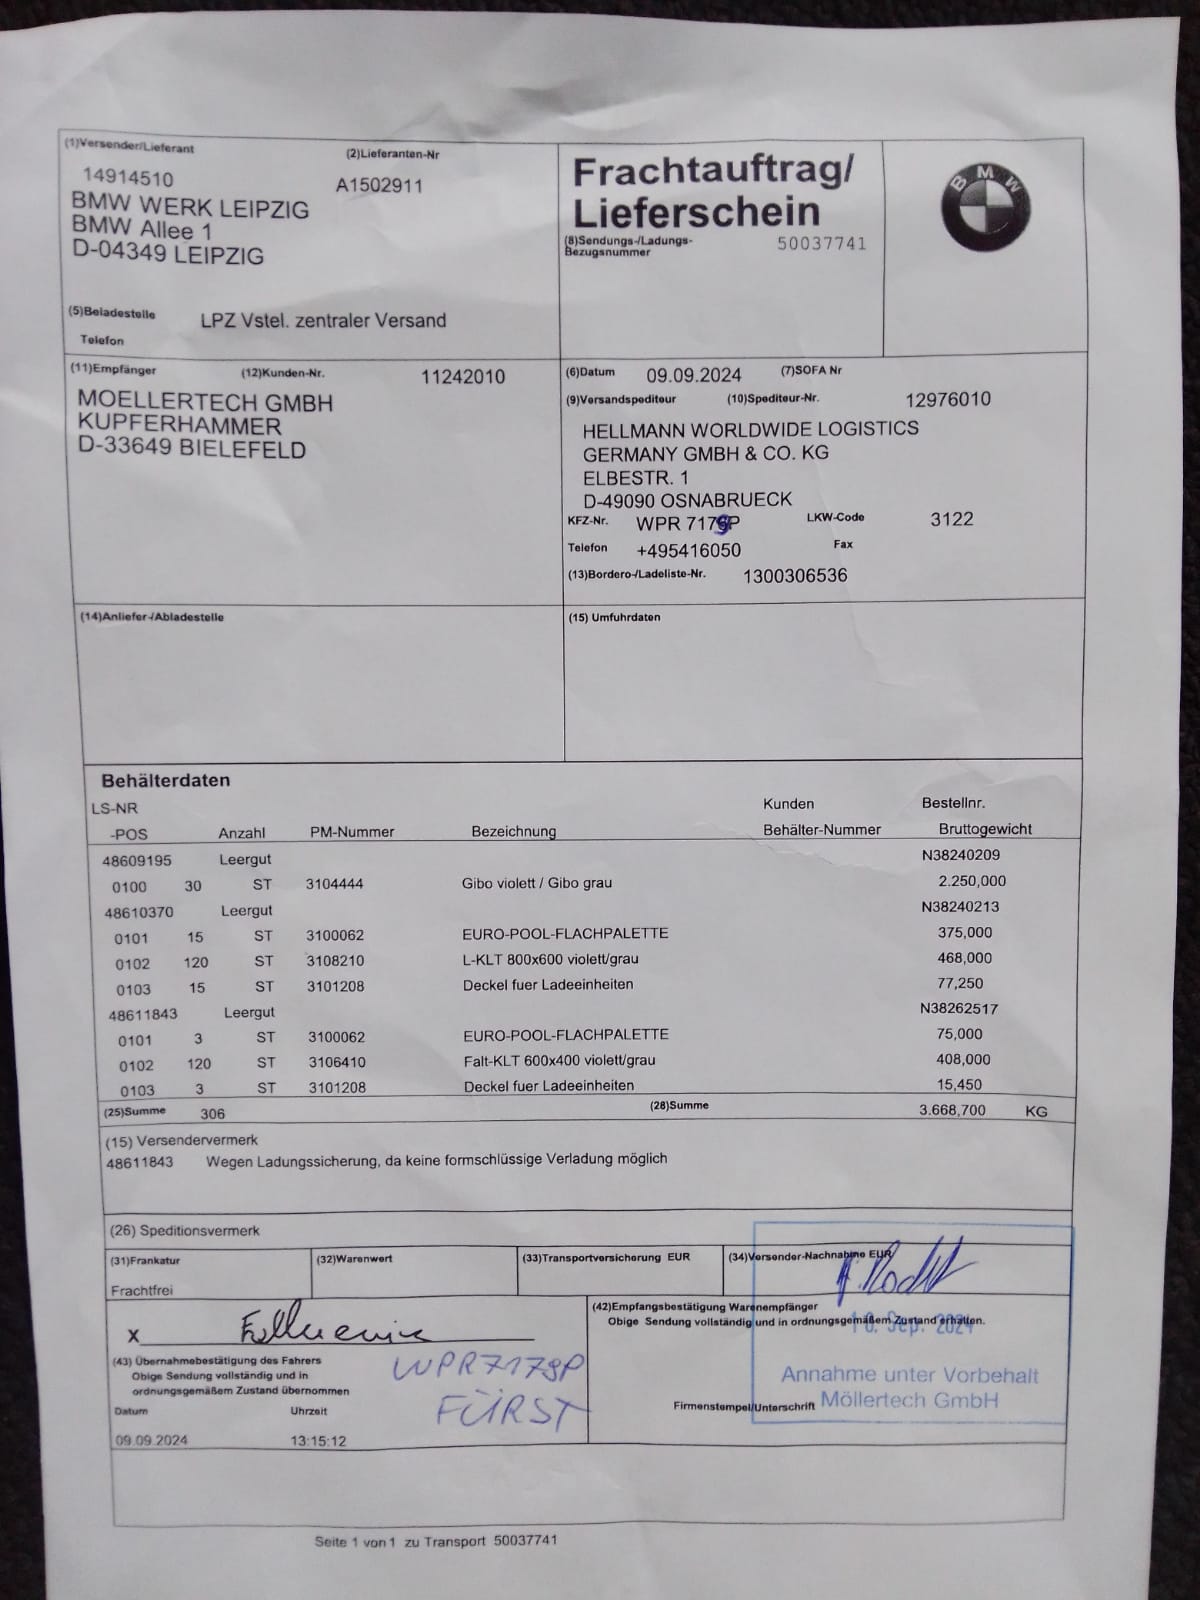 (1)Versender/Lieferant (2)Lieferanten-Nr
14914510 A1502911
BMW WERK LEIPZIG
BMW Allee 1
D-04349 LEIPZIG
(5)Beladestelle LPZ Vstel. zentraler Versand
Telefon
Frachtauftrag/
Lieferschein
(8)Sendungs-/Ladungs-
Bezugsnummer 50037741
BMW
(11)Empfänger (12)Kunden-Nr. 11242010
MOELLERTECH GMBH
KUPFERHAMMER
D-33649 BIELEFELD
(6)Datum 09.09.2024 (7)SOFA Nr
(9)Versandspediteur (10)Spediteur-Nr. 12976010
HELLMANN WORLDWIDE LOGISTICS
GERMANY GMBH & CO. KG
ELBESTR. 1
D-49090 OSNABRUECK
KFZ-Nr. WPR 7179P LKW-Code 3122
Telefon +495416050 Fax
(13)Bordero-/Ladeliste-Nr. 1300306536
(14)Anliefer-/Abladestelle
(15) Umfuhrdaten
Behälterdaten
LS-NR Kunden Bestellnr.
-POS Anzahl PM-Nummer Bezeichnung Behälter-Nummer Bruttogewicht
48609195 Leergut N38240209
0100 30 ST 3104444 Gibo violett / Gibo grau 2.250,000
48610370 Leergut N38240213
0101 15 ST 3100062 EURO-POOL-FLACHPALETTE 375,000
0102 120 ST 3108210 L-KLT 800x600 violett/grau 468,000
0103 15 ST 3101208 Deckel fuer Ladeeinheiten 77,250
48611843 Leergut N38262517
0101 3 ST 3100062 EURO-POOL-FLACHPALETTE 75,000
0102 120 ST 3106410 Falt-KLT 600x400 violett/grau 408,000
0103 3 ST 3101208 Deckel fuer Ladeeinheiten 15,450
(25)Summe 306 (28)Summe 3.668,700 KG
(15) Versendervermerk
48611843 Wegen Ladungssicherung, da keine formschlüssige Verladung möglich
(26) Speditionsvermerk
(31)Frankatur (32)Warenwert (33)Transportversicherung EUR (34)Versender-Nachnahme EUR
Frachtfrei
x
(43) Übernahmebestätigung des Fahrers
Obige Sendung vollständig und in
ordnungsgemäßem Zustand übernommen
WPR7179P
FÜRST
Datum Uhrzeit
09.09.2024 13:15:12
(42)Empfangsbestätigung Warenempfänger
Obige Sendung vollständig und in ordnungsgemäßem Zustand erhalten.
10. Sep. 2024
Annahme unter Vorbehalt
Möllertech GmbH
Firmenstempel/Unterschrift
Seite 1 von 1 zu Transport 50037741